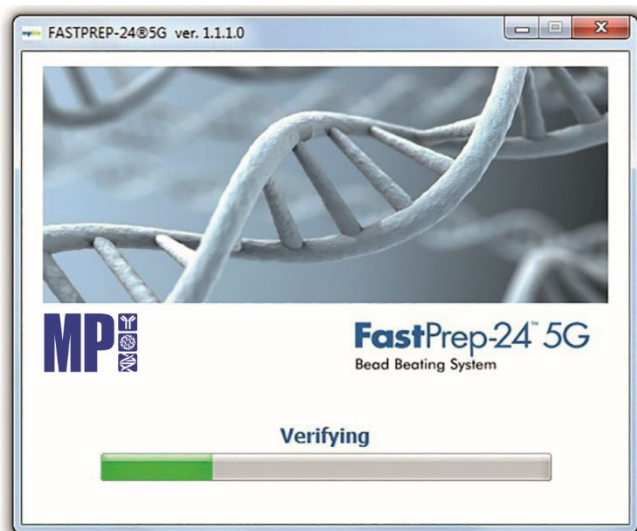 FASTPREP-24®5G ver. 1.1.1.0
MP
FastPrep-24™ 5G
Bead Beating System
Verifying